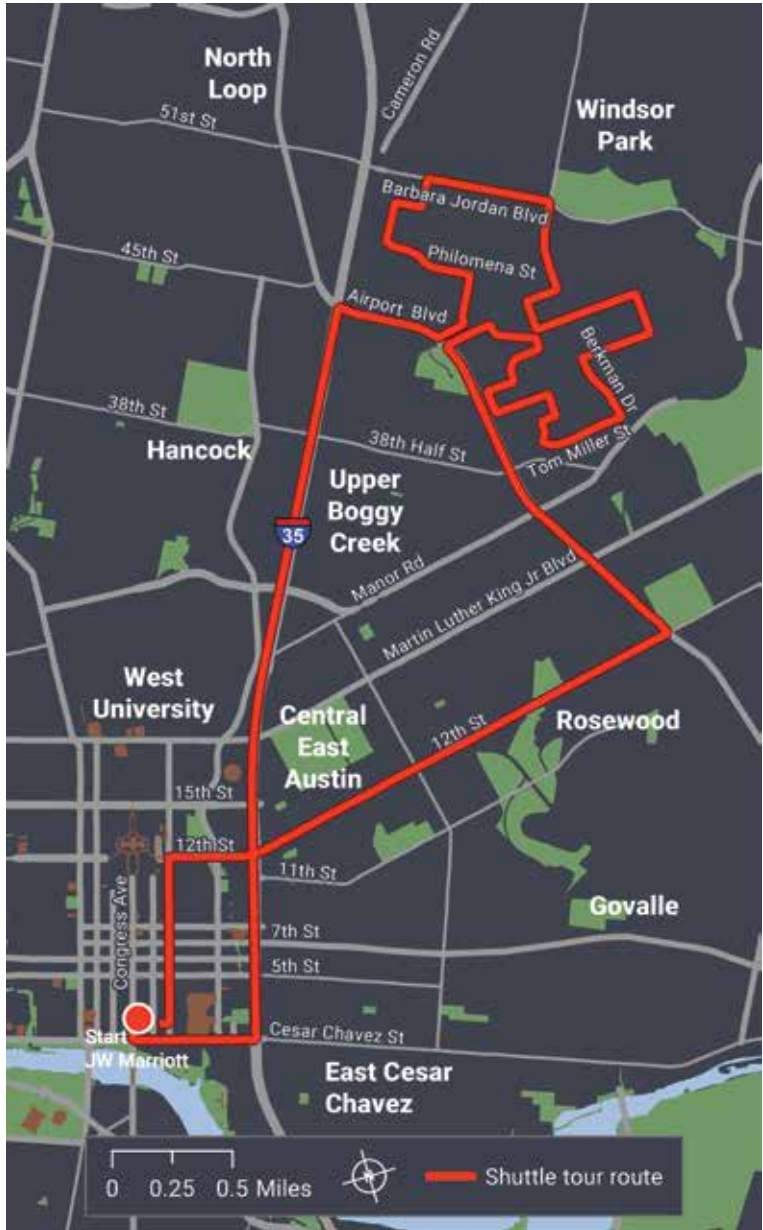 North
Loop
Cameron Rd
51st St
Windsor
Park
Barbara Jordan Blvd
45th St
Philomena St
Airport Blvd
Berkman Dr
38th St
Hancock
38th Half St
Tom Miller St
Upper
Boggy
Creek
35
Manor Rd
Martin Luther King Jr Blvd
West
University
Central
East
Austin
12th St
Rosewood
15th St
12th St
11th St
Congress Ave
Govalle
7th St
5th St
Start
JW Marriott
Cesar Chavez St
East Cesar
Chavez
0 0.25 0.5 Miles
Shuttle tour route